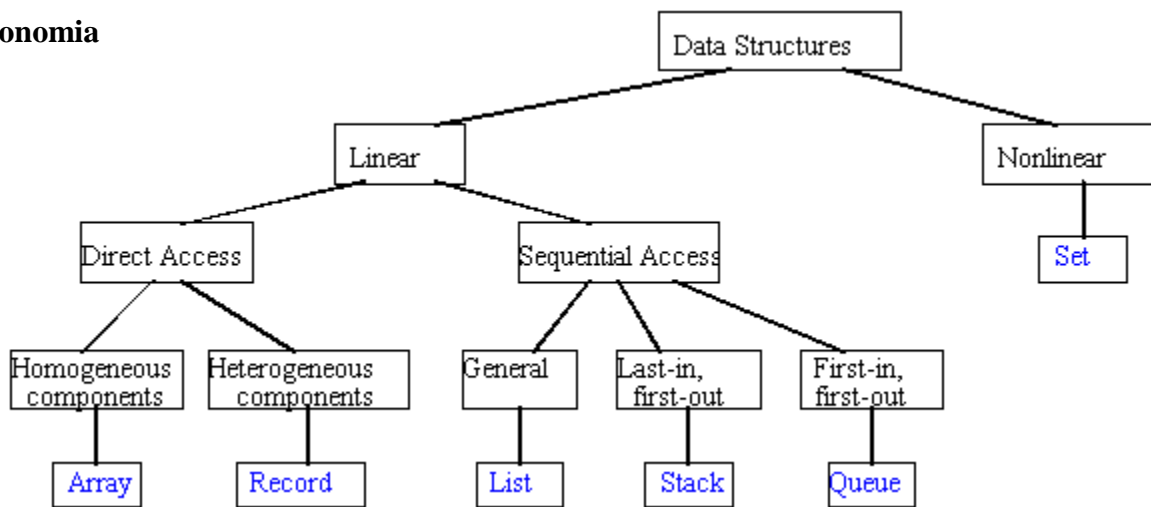 Data Structures
Linear
Nonlinear
Direct Access
Sequential Access
Set
Homogeneous
components
Heterogeneous
components
General
Last-in,
first-out
First-in,
first-out
Array
Record
List
Stack
Queue